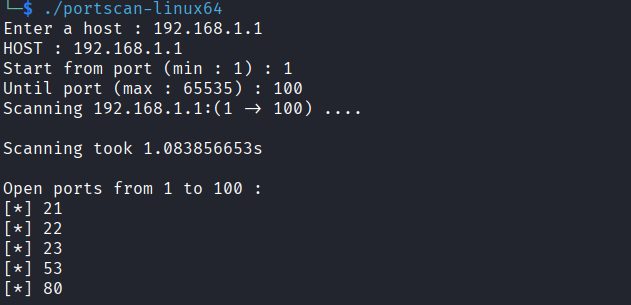 └─$ ./portscan-linux64
Enter a host : 192.168.1.1
HOST : 192.168.1.1
Start from port (min : 1) : 1
Until port (max : 65535) : 100
Scanning 192.168.1.1:(1 → 100) ....
Scanning took 1.083856653s
Open ports from 1 to 100 :
[*] 21
[*] 22
[*] 23
[*] 53
[*] 80